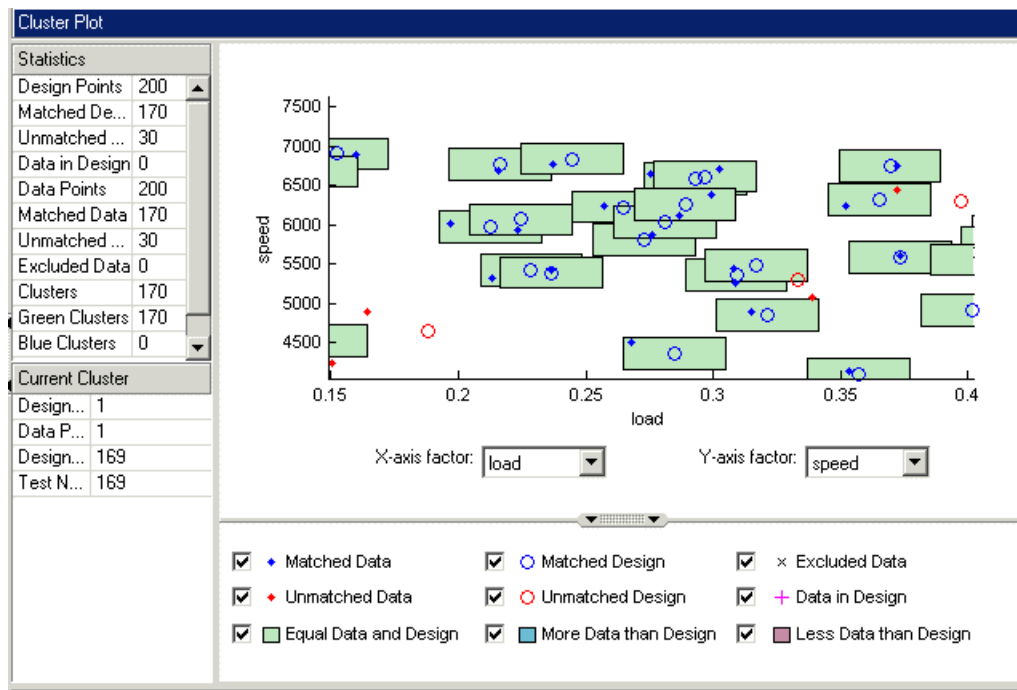 Cluster Plot
Statistics
Design Points 200
Matched De... 170
Unmatched ... 30
Data in Design 0
Data Points 200
Matched Data 170
Unmatched ... 30
Excluded Data 0
Clusters 170
Green Clusters 170
Blue Clusters 0
Current Cluster
Design... 1
Data P... 1
Design... 169
Test N... 169
7500
7000
6500
6000
5500
5000
4500
speed
0.15 0.2 0.25 0.3 0.35 0.4
load
X-axis factor: load Y-axis factor: speed
Matched Data Matched Design Excluded Data
Unmatched Data Unmatched Design Data in Design
Equal Data and Design More Data than Design Less Data than Design